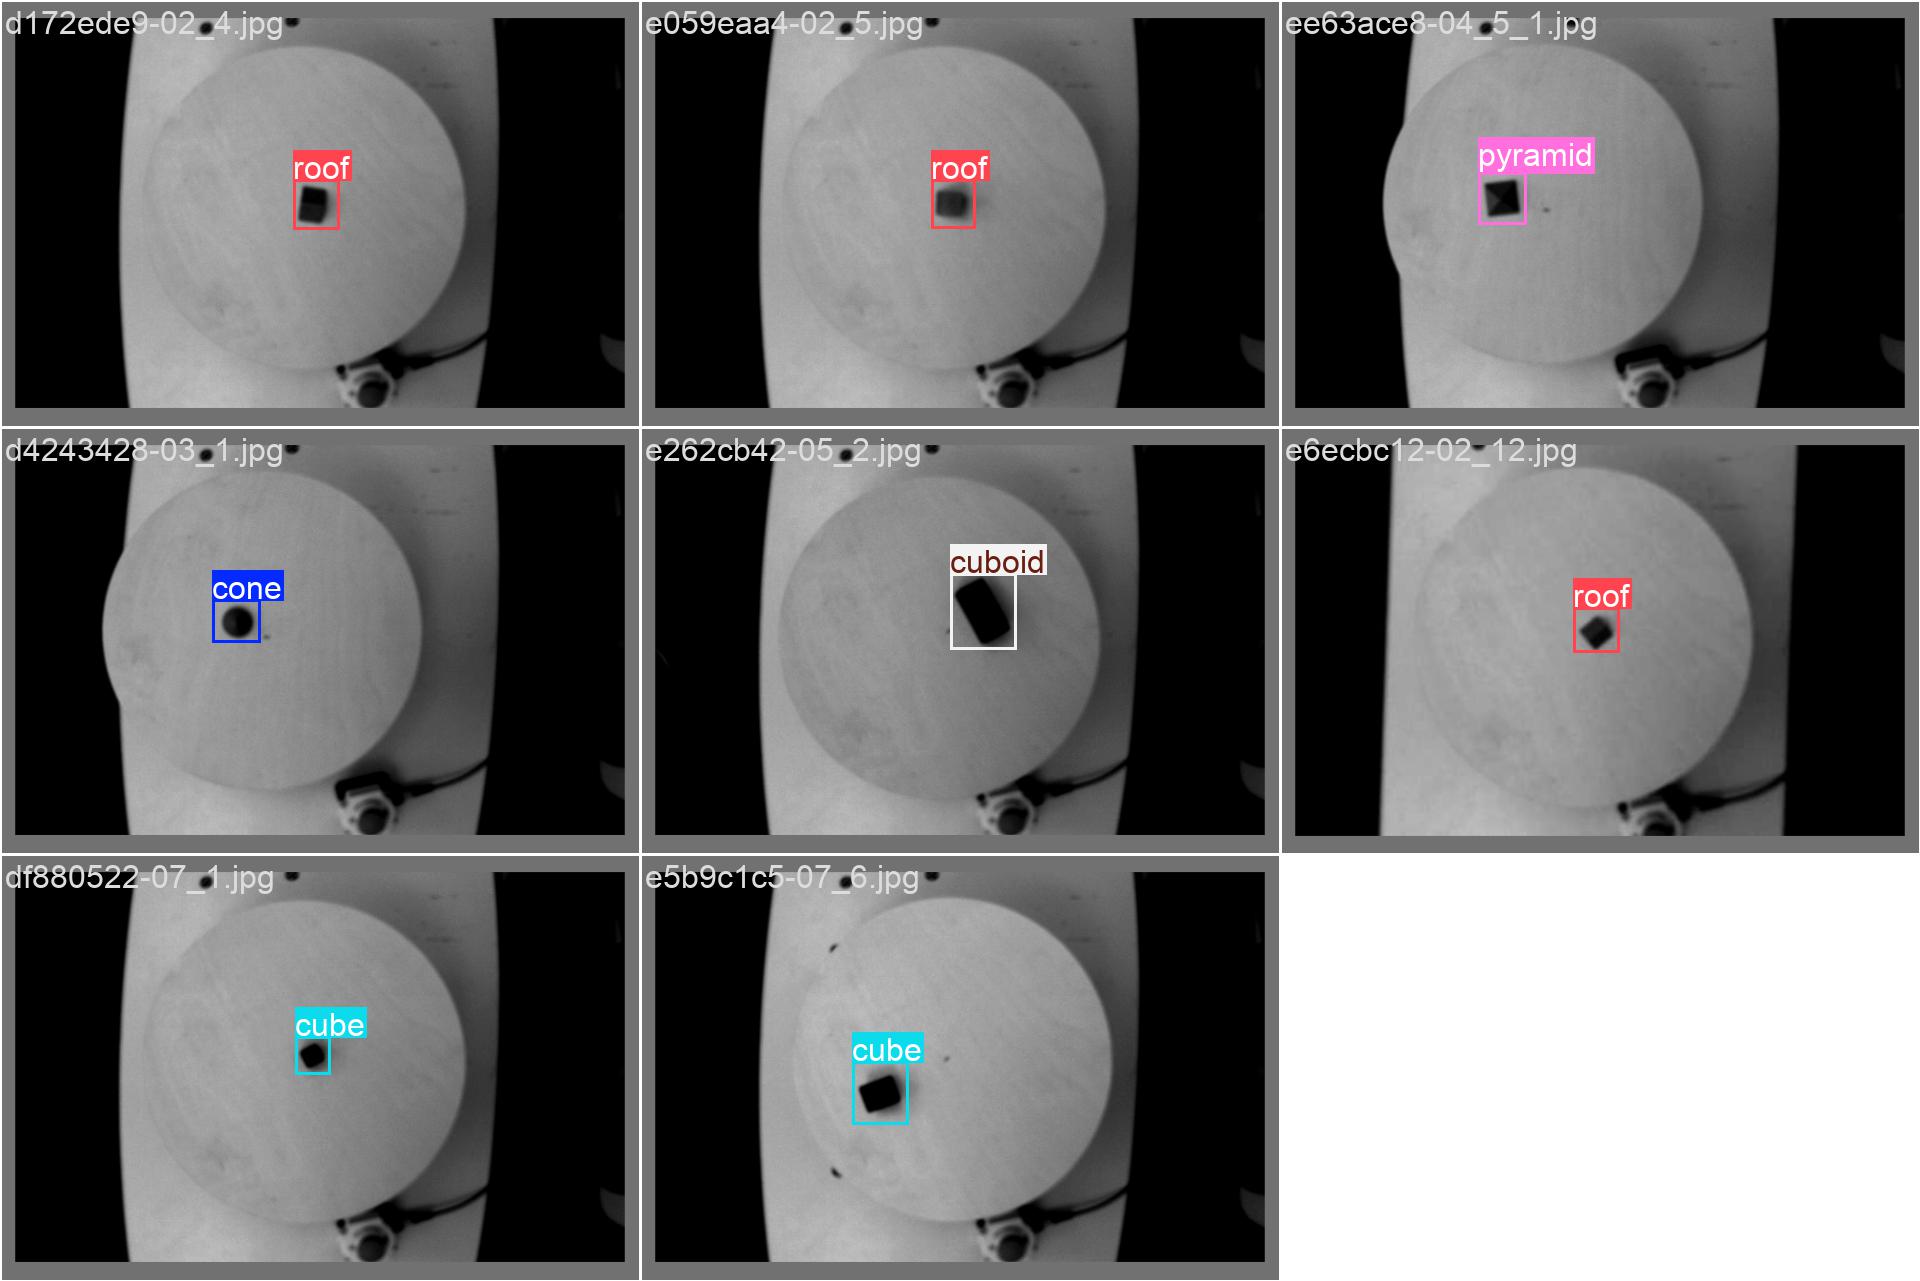 d172ede9-02_4.jpg
roof
e059eaa4-02_5.jpg
roof
ee63ace8-04_5_1.jpg
pyramid
d4243428-03_1.jpg
cone
e262cb42-05_2.jpg
cuboid
e6ecbc12-02_12.jpg
roof
df880522-07_1.jpg
cube
e5b9c1c5-07_6.jpg
cube